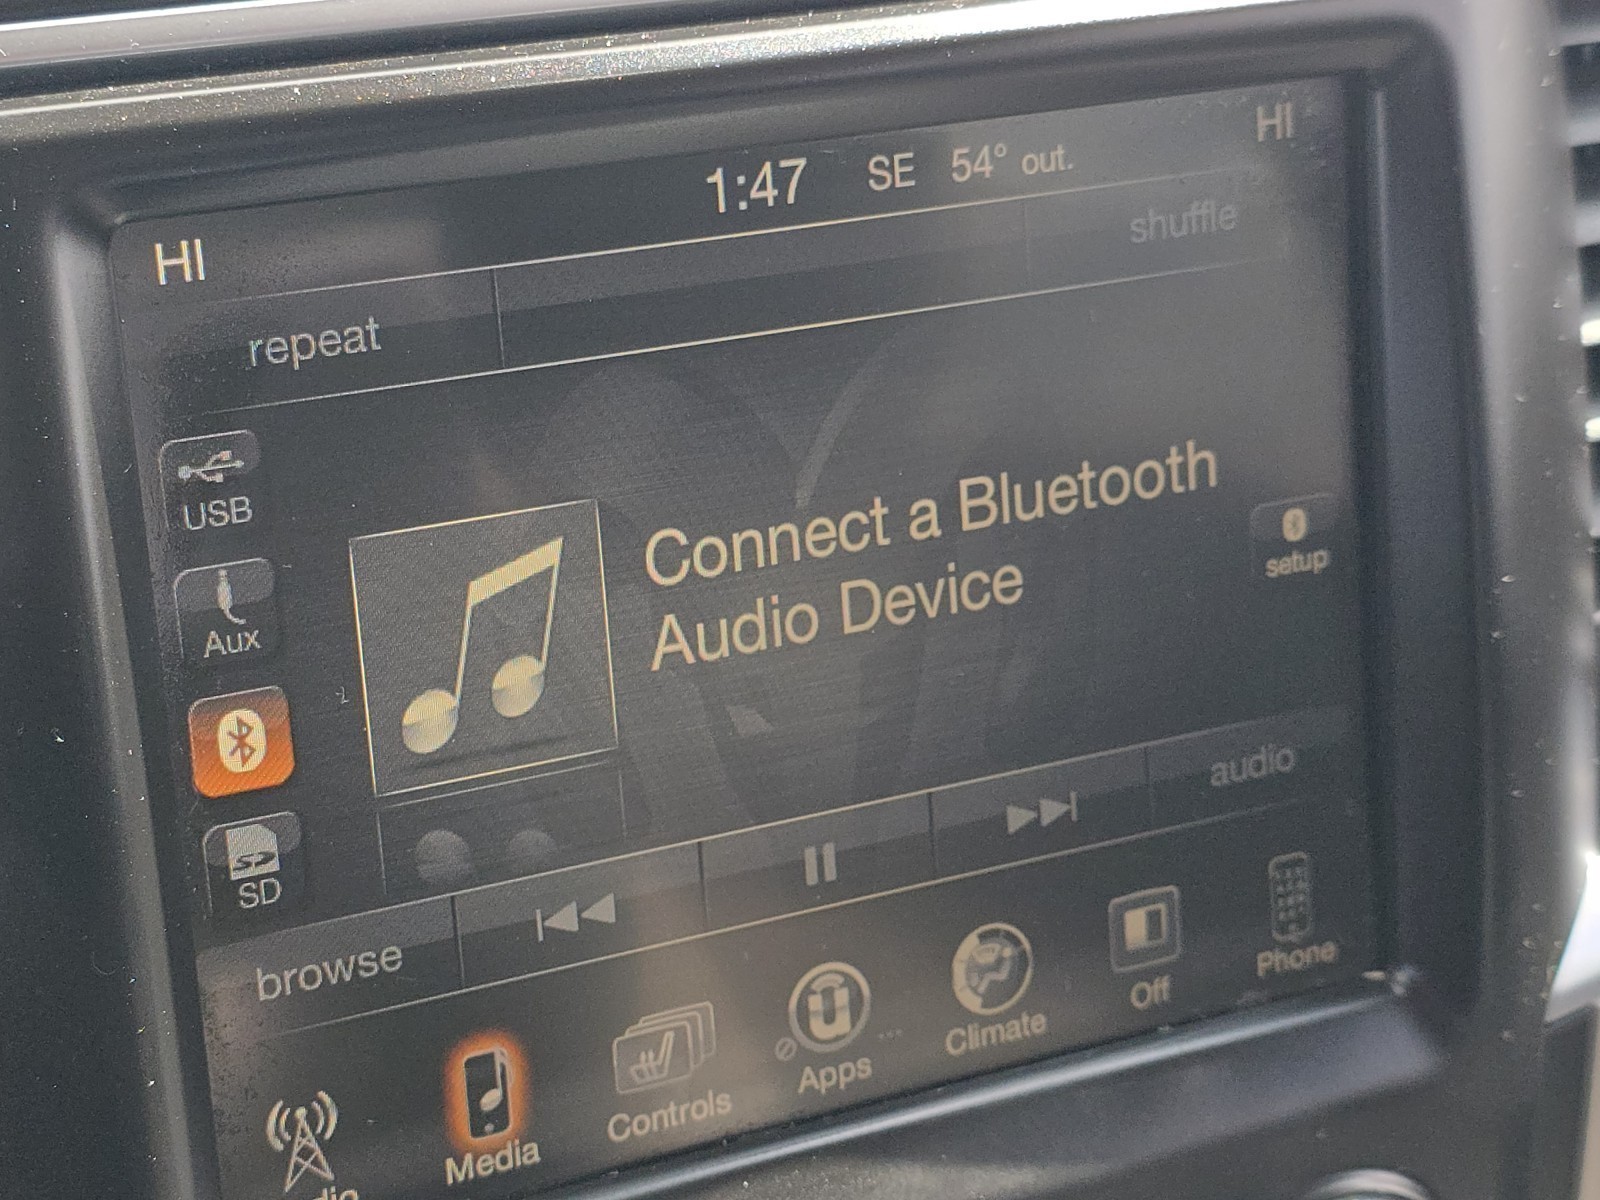 HI
1:47 SE 54° out.
HI
repeat
shuffle
USB
Aux
SD
Connect a Bluetooth
Audio Device
setup
browse
audio
Media
Controls
Apps
Climate
Off
Phone